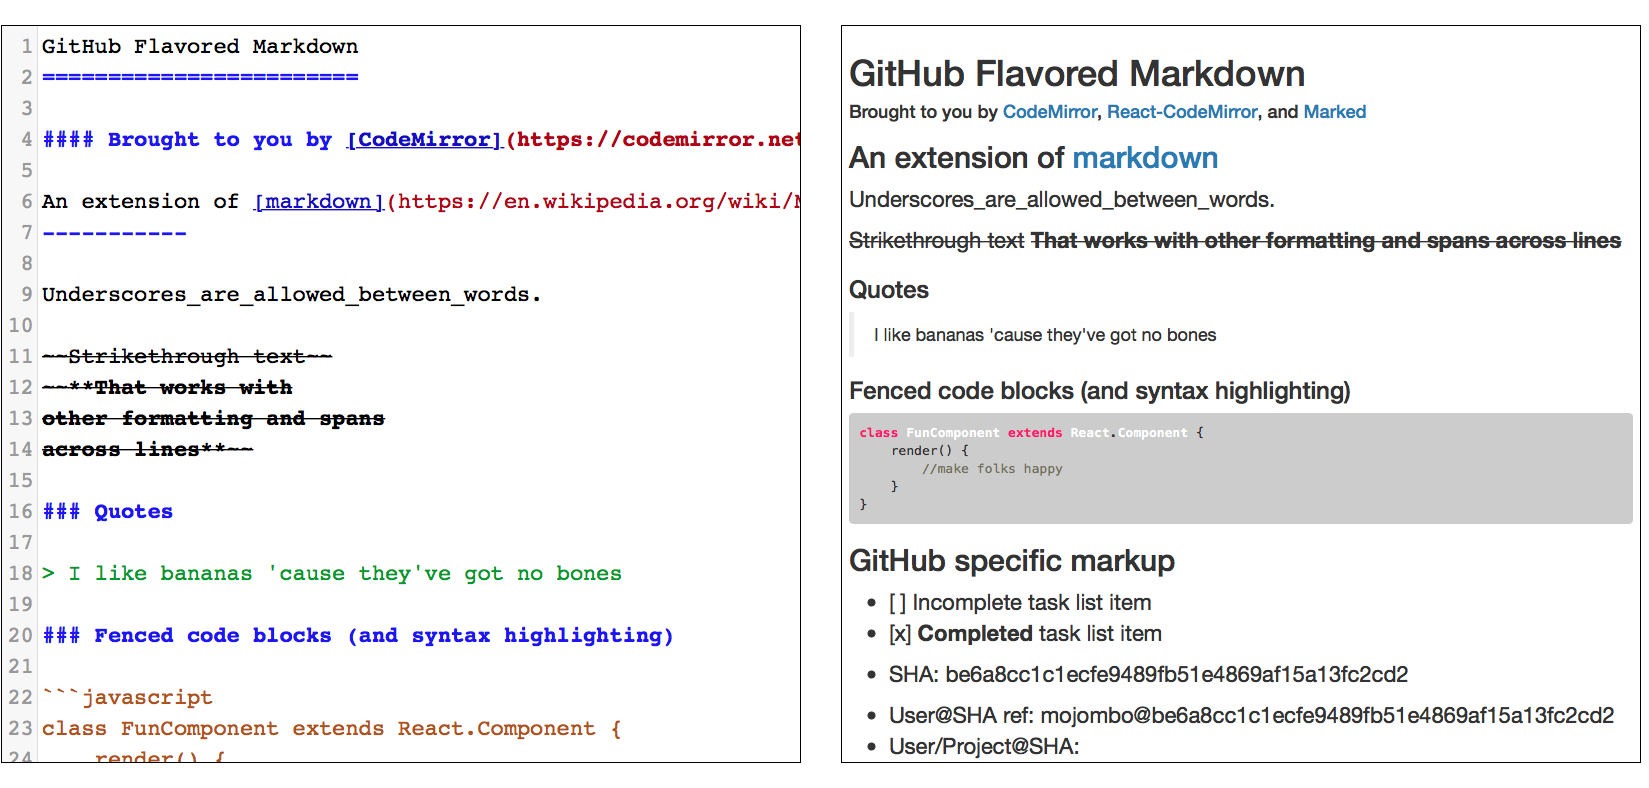 1 GitHub Flavored Markdown
2 ========================
3
4 #### Brought to you by [CodeMirror](https://codemirror.net
5
6 An extension of [markdown](https://en.wikipedia.org/wiki/
7 -----------
8
9 Underscores_are_allowed_between_words.
10
11 ~~Strikethrough text~~
12 ~~**That works with
13 other formatting and spans
14 across lines**~~
15
16 ### Quotes
17
18 > I like bananas 'cause they've got no bones
19
20 ### Fenced code blocks (and syntax highlighting)
21
22 ```javascript
23 class FunComponent extends React.Component {
24     render() {
GitHub Flavored Markdown
Brought to you by CodeMirror, React-CodeMirror, and Marked
An extension of markdown
Underscores_are_allowed_between_words.
Strikethrough text That works with other formatting and spans across lines
Quotes
I like bananas 'cause they've got no bones
Fenced code blocks (and syntax highlighting)
class FunComponent extends React.Component {
    render() {
        //make folks happy
    }
}
GitHub specific markup
• [ ] Incomplete task list item
• [x] Completed task list item
• SHA: be6a8cc1c1ecfe9489fb51e4869af15a13fc2cd2
• User@SHA ref: mojombo@be6a8cc1c1ecfe9489fb51e4869af15a13fc2cd2
• User/Project@SHA: